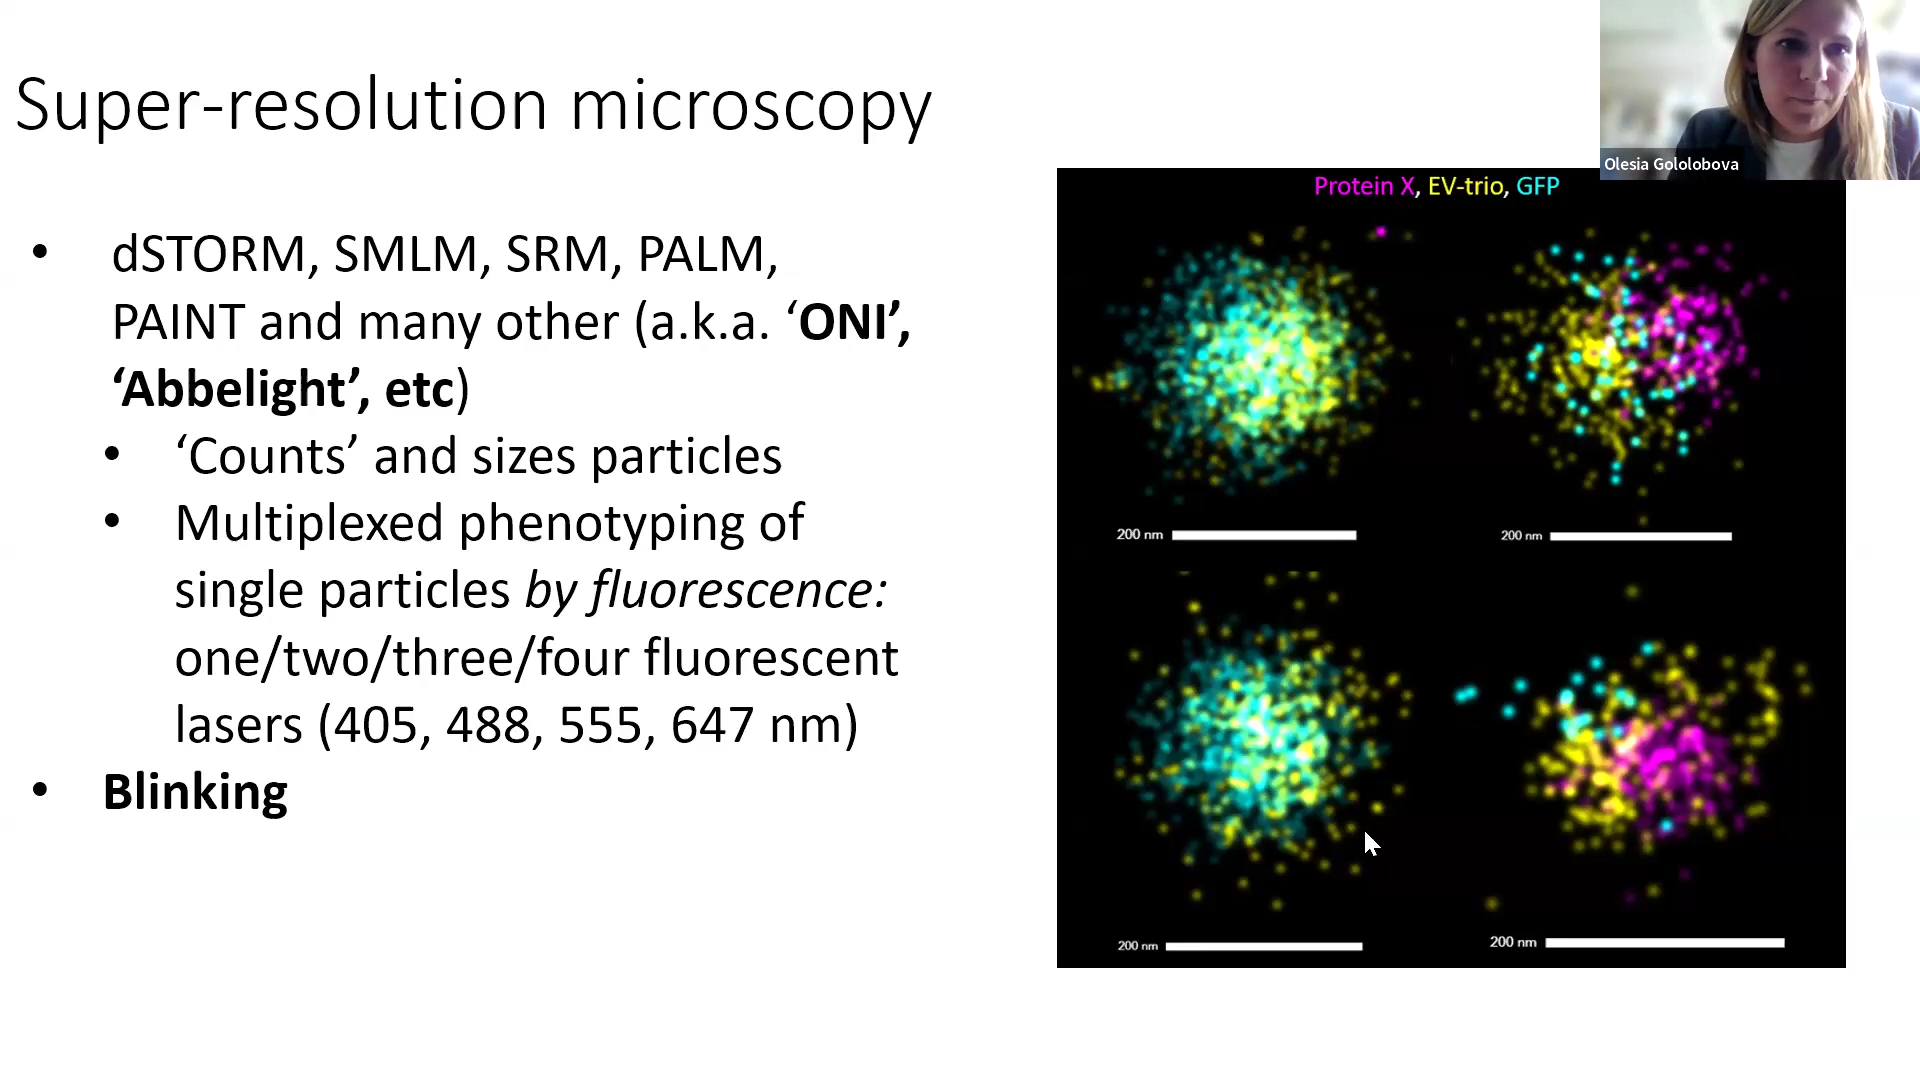 Super-resolution microscopy
Olesia Gololobova
• dSTORM, SMLM, SRM, PALM,
PAINT and many other (a.k.a. ‘ONI’,
‘Abbelight’, etc)
• ‘Counts’ and sizes particles
• Multiplexed phenotyping of
single particles by fluorescence:
one/two/three/four fluorescent
lasers (405, 488, 555, 647 nm)
• Blinking
Protein X, EV-trio, GFP
200 nm
200 nm
200 nm
200 nm